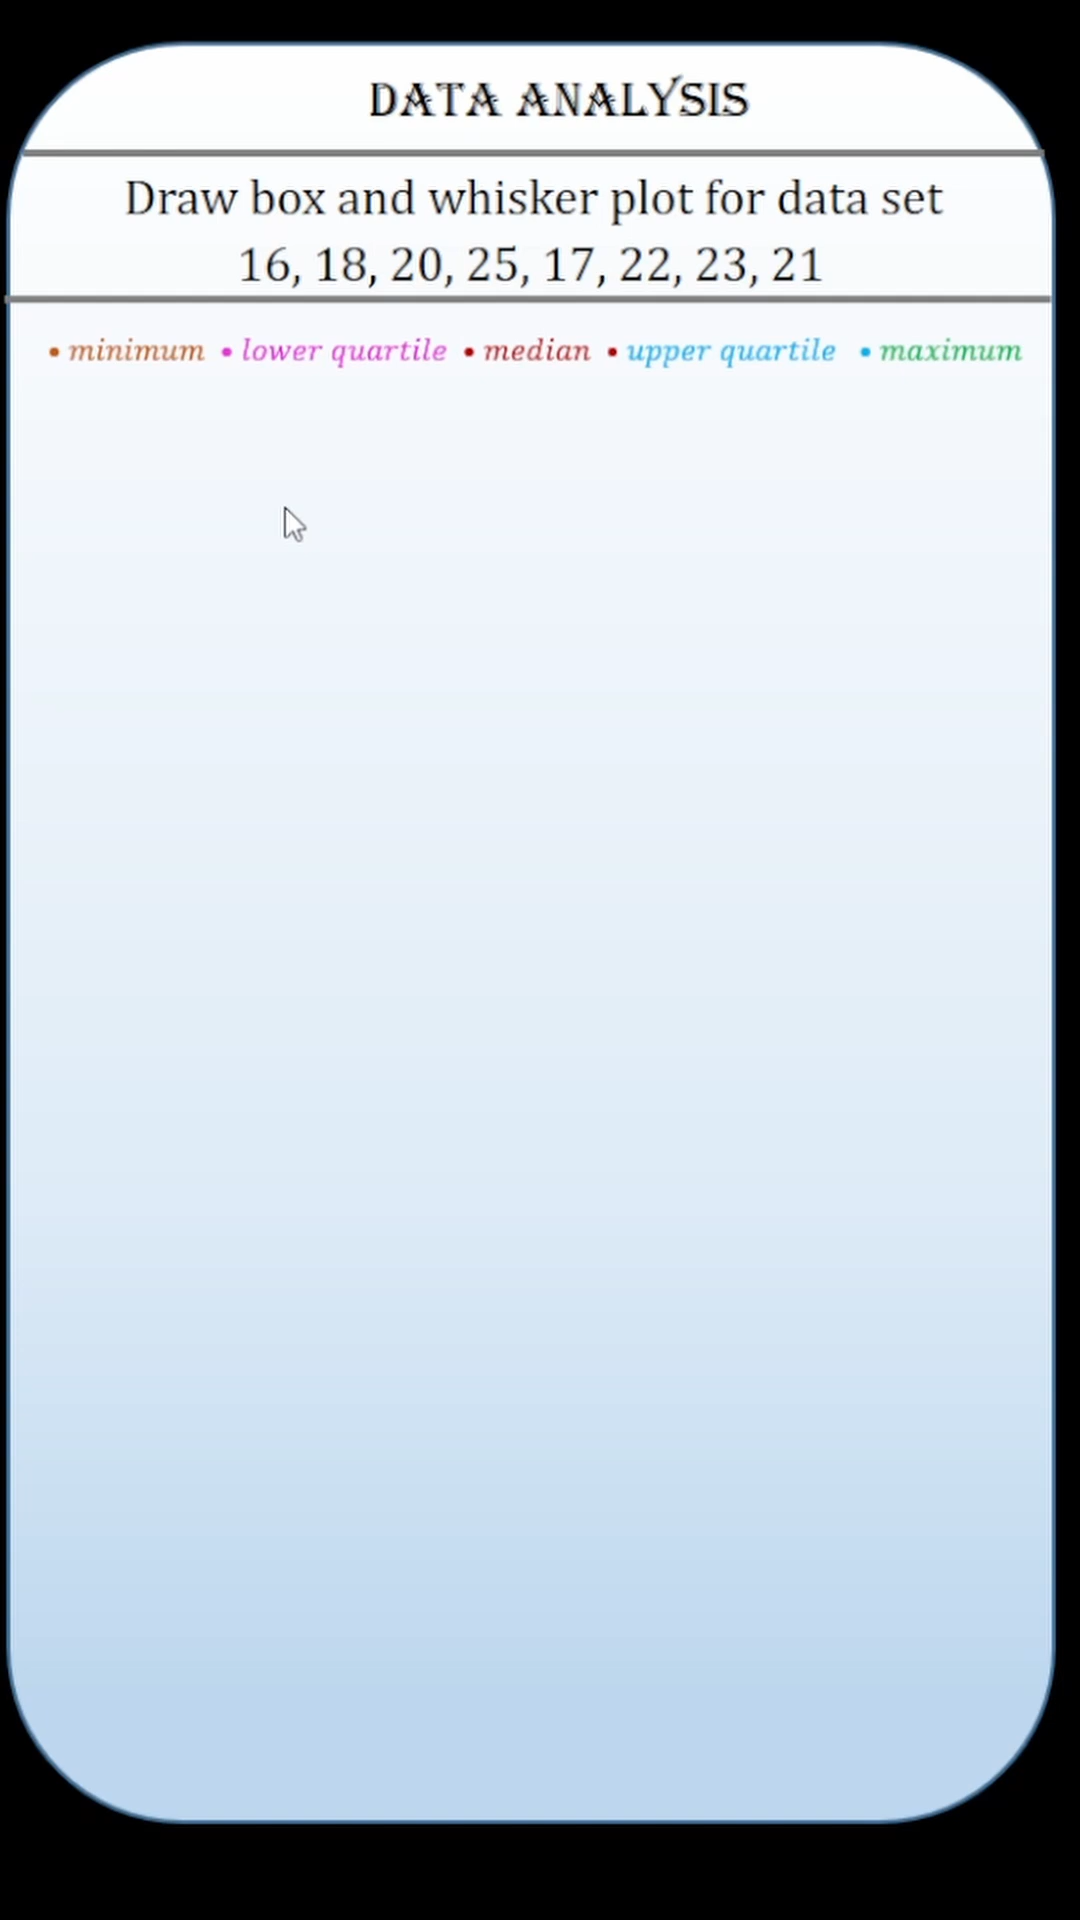 DATA ANALYSIS
Draw box and whisker plot for data set
16, 18, 20, 25, 17, 22, 23, 21
• minimum • lower quartile • median • upper quartile • maximum